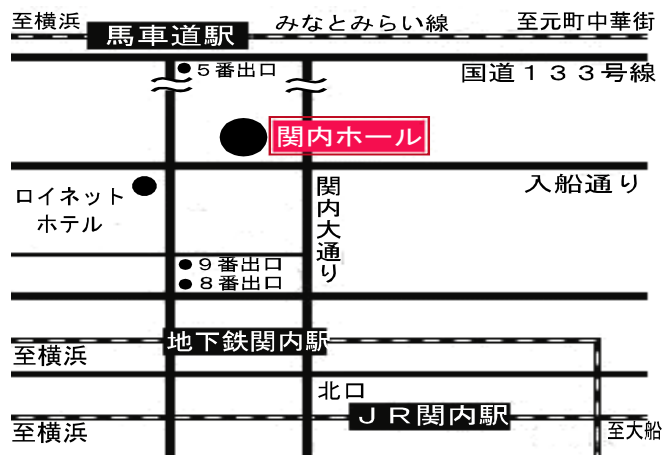 至横浜
馬車道駅
みなとみらい線
至元町中華街
５番出口
国道１３３号線
関内ホール
ロイネット
ホテル
入船通り
関内大通り
９番出口
８番出口
地下鉄関内駅
至横浜
北口
ＪＲ関内駅
至横浜
至大船